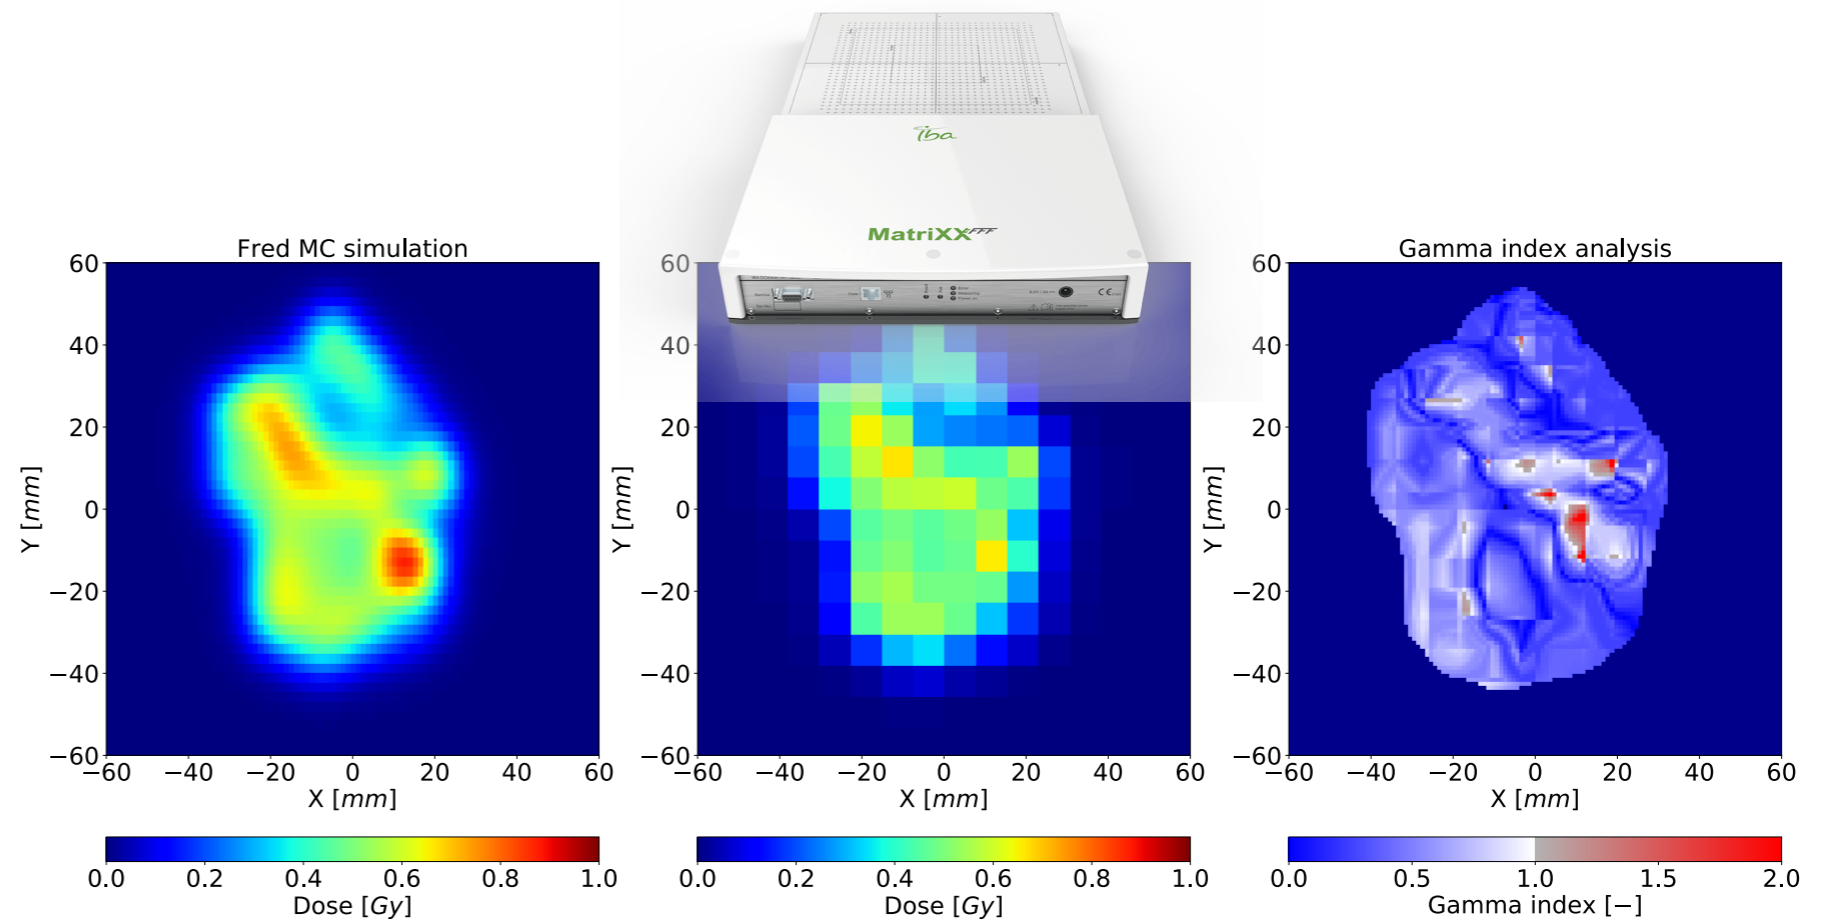 iba
MatriXX FFF
Fred MC simulation
60
40
20
0
−20
−40
−60
Y [mm]
−60 −40 −20 0 20 40 60
X [mm]
0.0 0.2 0.4 0.6 0.8 1.0
Dose [Gy]
60
40
20
0
−20
−40
−60
Y [mm]
−60 −40 −20 0 20 40 60
X [mm]
0.0 0.2 0.4 0.6 0.8 1.0
Dose [Gy]
Gamma index analysis
60
40
20
0
−20
−40
−60
Y [mm]
−60 −40 −20 0 20 40 60
X [mm]
0.0 0.5 1.0 1.5 2.0
Gamma index [−]